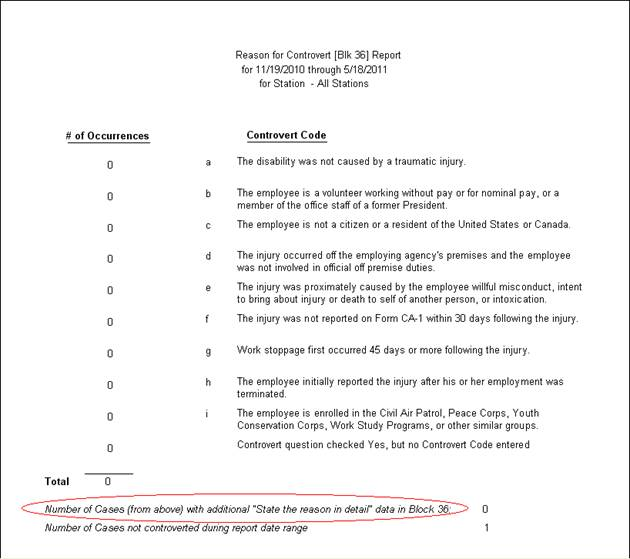 Reason for Controvert [Blk 36] Report
for 11/19/2010 through 5/18/2011
for Station - All Stations
# of Occurrences Controvert Code
0 a The disability was not caused by a traumatic injury.
0 b The employee is a volunteer working without pay or for nominal pay, or a
member of the office staff of a former President.
0 c The employee is not a citizen or a resident of the United States or Canada.
0 d The injury occurred off the employing agency's premises and the employee
was not involved in official off premise duties.
0 e The injury was proximately caused by the employee willful misconduct, intent
to bring about injury or death to self of another person, or intoxication.
0 f The injury was not reported on Form CA-1 within 30 days following the injury.
0 g Work stoppage first occurred 45 days or more following the injury.
0 h The employee initially reported the injury after his or her employment was
terminated.
0 i The employee is enrolled in the Civil Air Patrol, Peace Corps, Youth
Conservation Corps, Work Study Programs, or other similar groups.
0 Controvert question checked Yes, but no Controvert Code entered
Total 0
Number of Cases (from above) with additional "State the reason in detail" data in Block 36: 0
Number of Cases not controverted during report date range 1